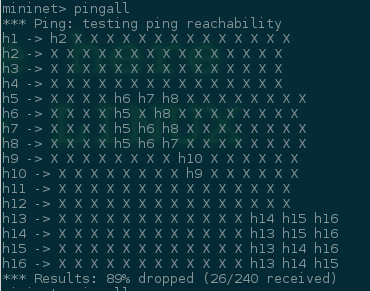 mininet> pingall
*** Ping: testing ping reachability
h1 -> h2 X X X X X X X X X X X X X X
h2 -> X X X X X X X X X X X X X X X
h3 -> X X X X X X X X X X X X X X X
h4 -> X X X X X X X X X X X X X X X
h5 -> X X X X h6 h7 h8 X X X X X X X X
h6 -> X X X X h5 X h8 X X X X X X X X
h7 -> X X X X h5 h6 h8 X X X X X X X X
h8 -> X X X X h5 h6 h7 X X X X X X X X
h9 -> X X X X X X X X h10 X X X X X X
h10 -> X X X X X X X X h9 X X X X X X
h11 -> X X X X X X X X X X X X X X X
h12 -> X X X X X X X X X X X X X X X
h13 -> X X X X X X X X X X X X h14 h15 h16
h14 -> X X X X X X X X X X X X h13 h15 h16
h15 -> X X X X X X X X X X X X h13 h14 h16
h16 -> X X X X X X X X X X X X h13 h14 h15
*** Results: 89% dropped (26/240 received)